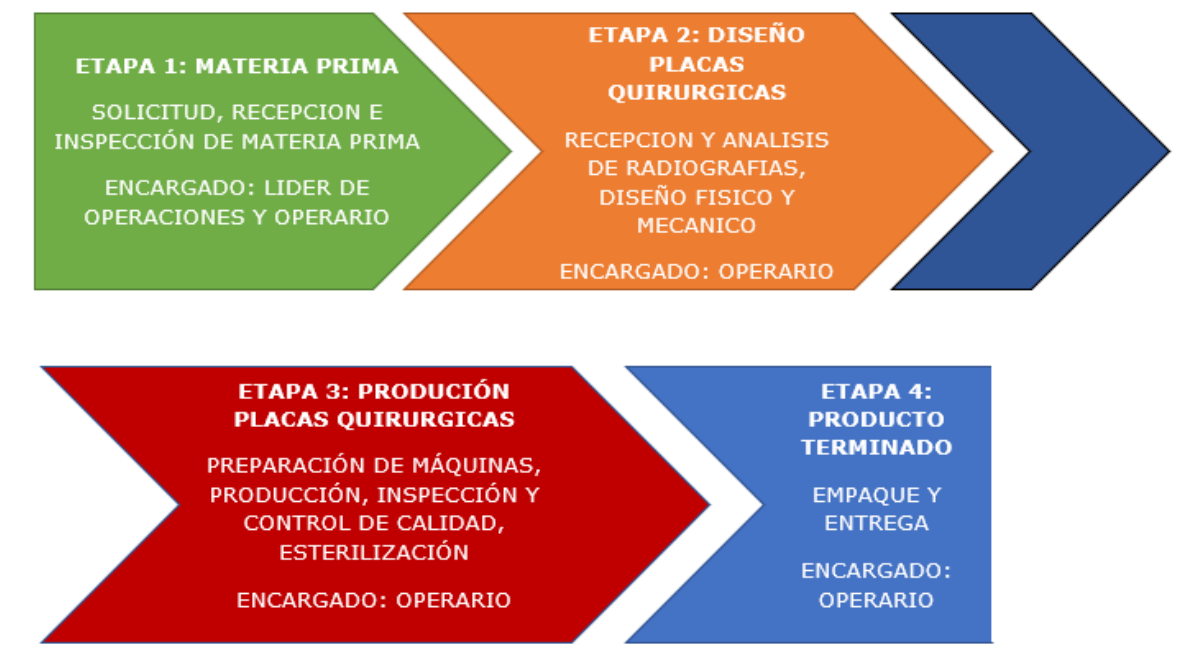 ETAPA 1: MATERIA PRIMA
SOLICITUD, RECEPCION E
INSPECCIÓN DE MATERIA PRIMA
ENCARGADO: LIDER DE
OPERACIONES Y OPERARIO
ETAPA 2: DISEÑO
PLACAS
QUIRURGICAS
RECEPCION Y ANALISIS
DE RADIOGRAFIAS,
DISEÑO FISICO Y
MECANICO
ENCARGADO: OPERARIO
ETAPA 3: PRODUCIÓN
PLACAS QUIRURGICAS
PREPARACIÓN DE MÁQUINAS,
PRODUCCIÓN, INSPECCIÓN Y
CONTROL DE CALIDAD,
ESTERILIZACIÓN
ENCARGADO: OPERARIO
ETAPA 4:
PRODUCTO
TERMINADO
EMPAQUE Y
ENTREGA
ENCARGADO:
OPERARIO